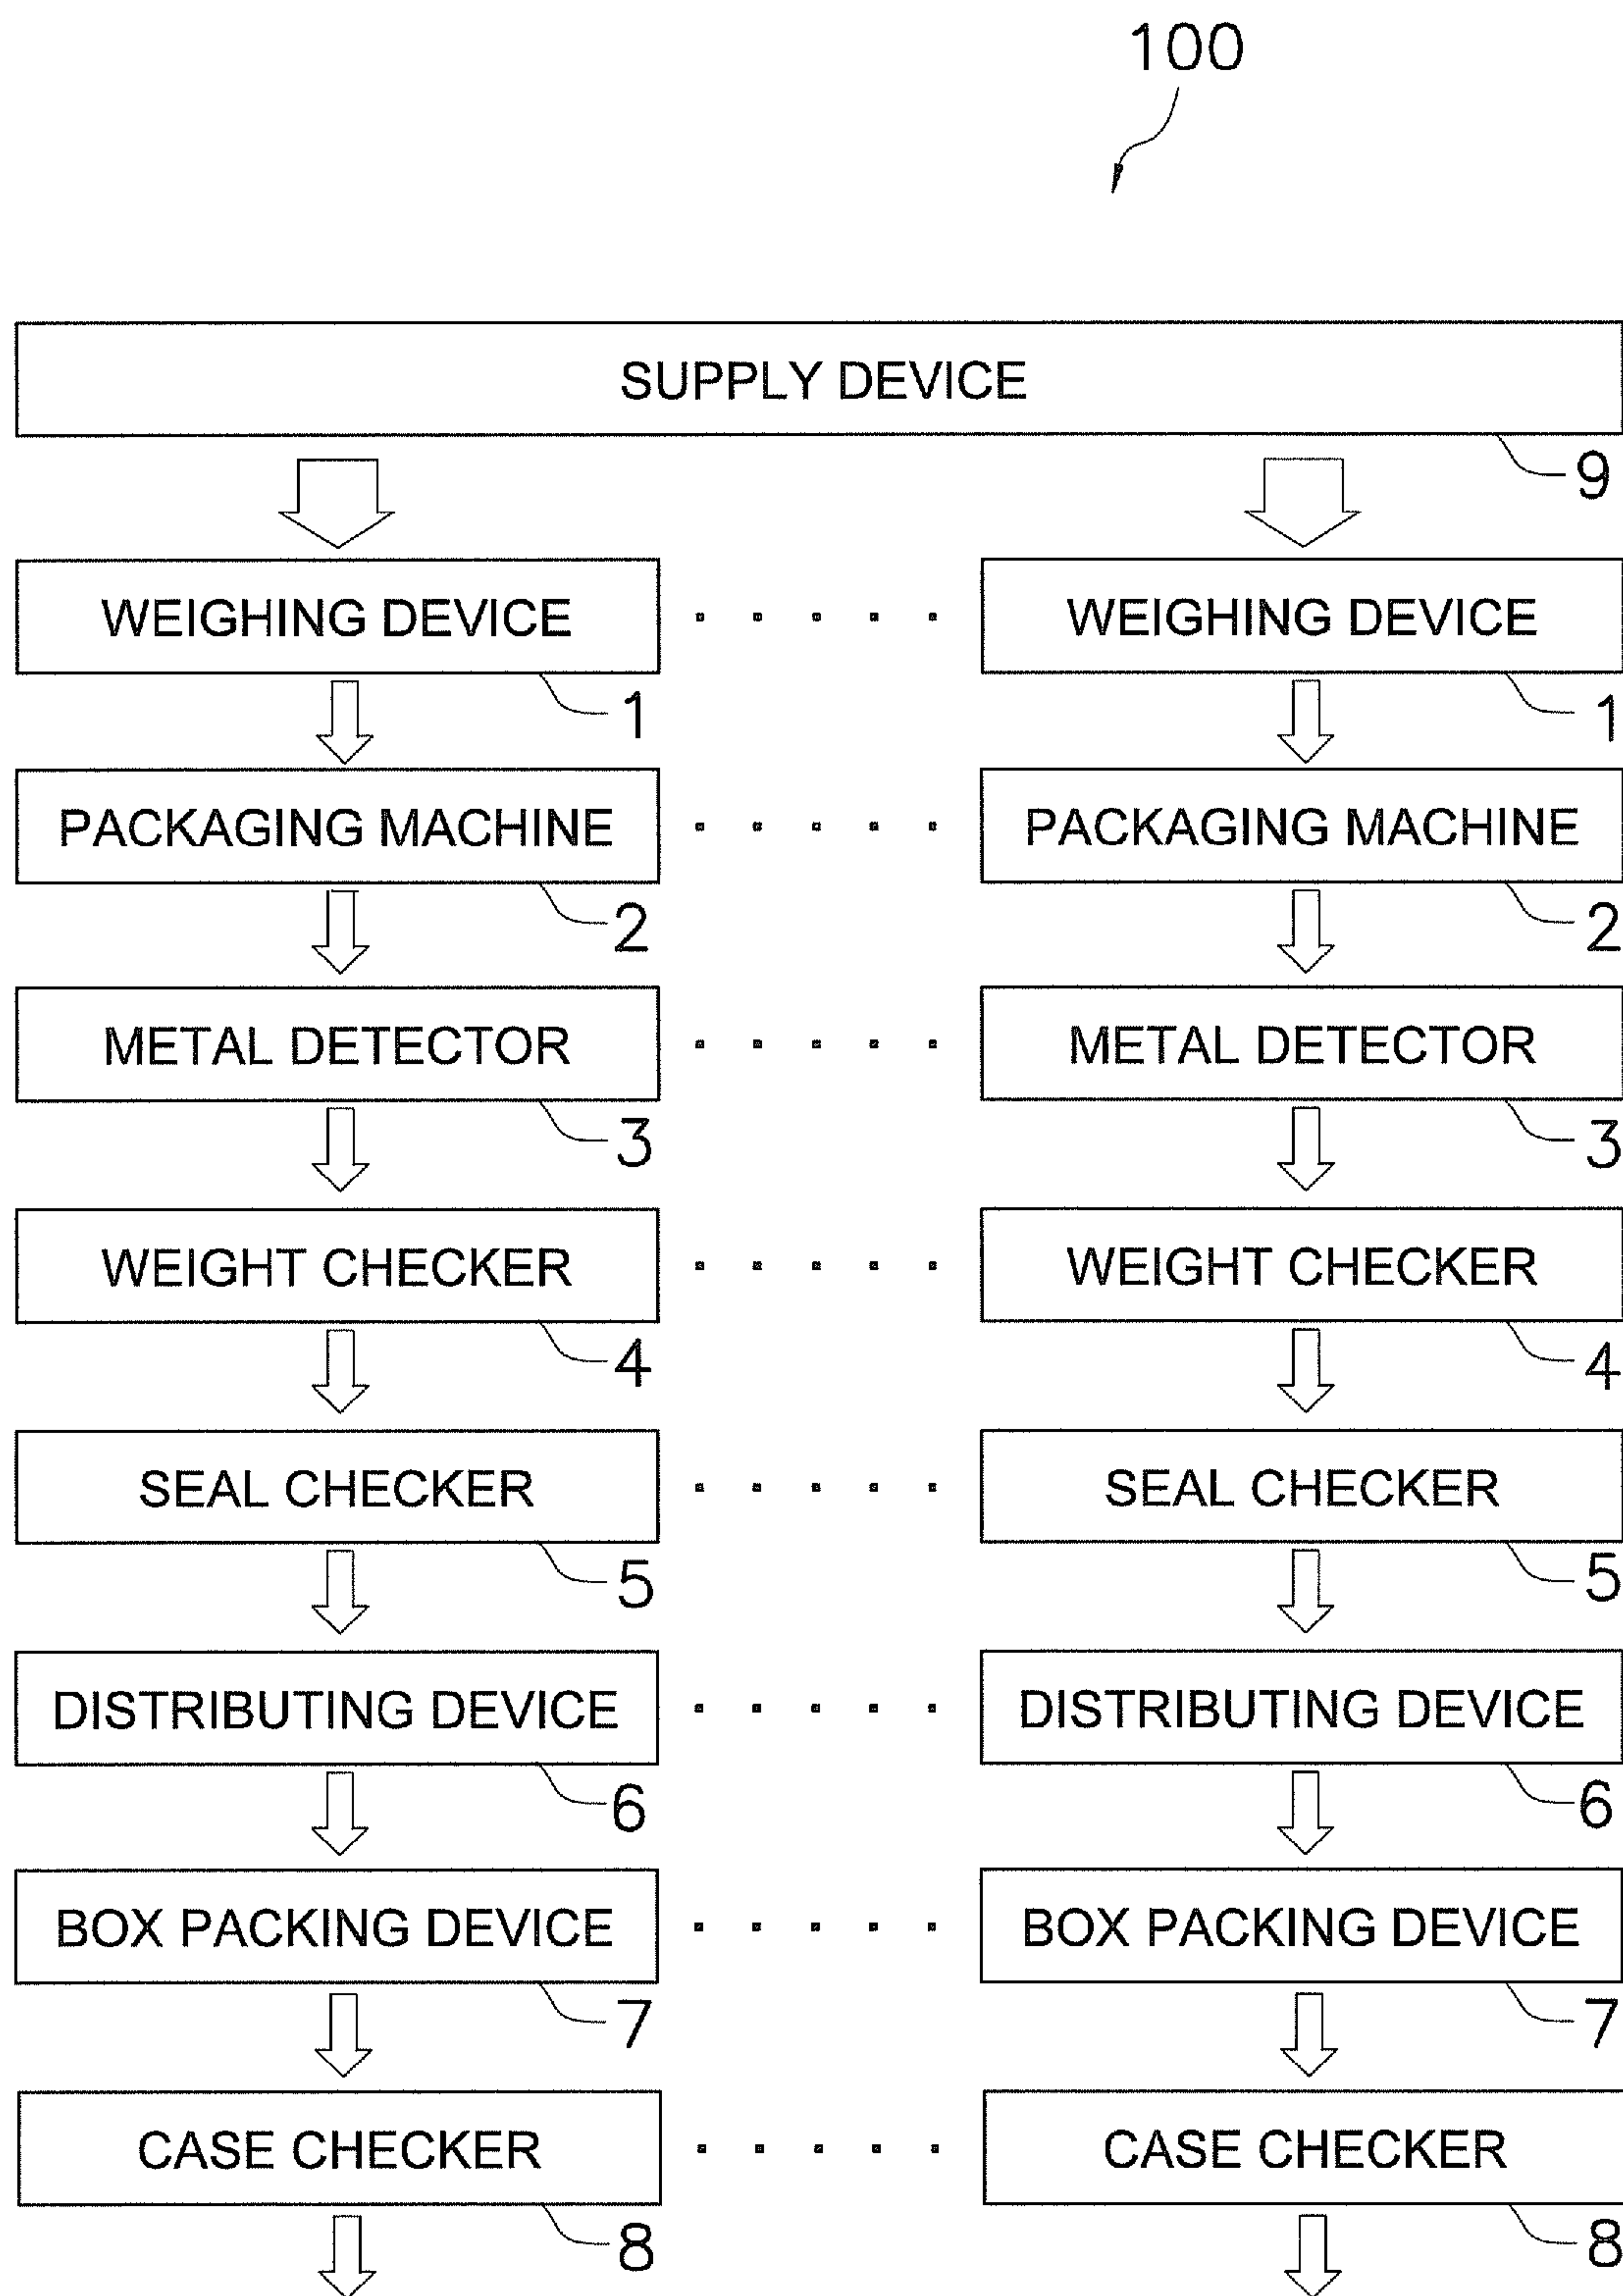 100
SUPPLY DEVICE
9
WEIGHING DEVICE WEIGHING DEVICE
1 1
PACKAGING MACHINE PACKAGING MACHINE
2 2
METAL DETECTOR METAL DETECTOR
3 3
WEIGHT CHECKER WEIGHT CHECKER
4 4
SEAL CHECKER SEAL CHECKER
5 5
DISTRIBUTING DEVICE DISTRIBUTING DEVICE
6 6
BOX PACKING DEVICE BOX PACKING DEVICE
7 7
CASE CHECKER CASE CHECKER
8 8